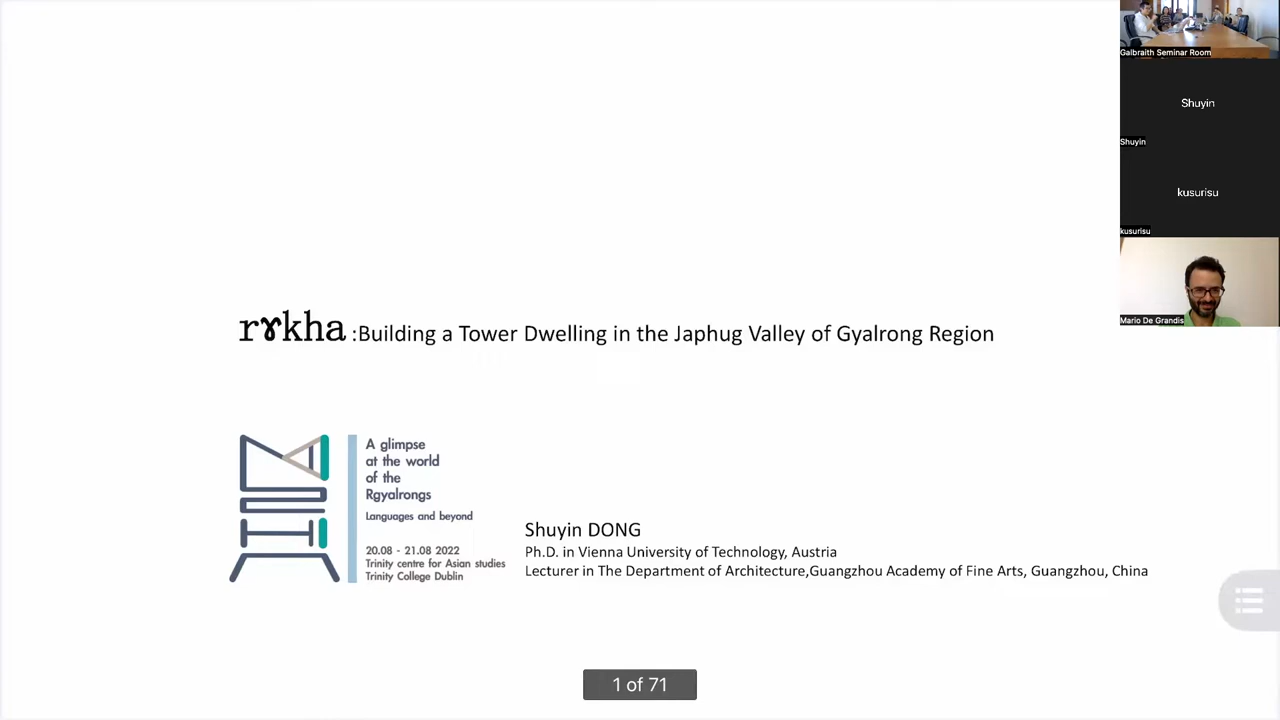 Galbraith Seminar Room
Shuyin
Shuyin
kusurisu
kusurisu
Mario De Grandis
rɤkha :Building a Tower Dwelling in the Japhug Valley of Gyalrong Region
A glimpse
at the world
of the
Rgyalrongs
Languages and beyond
20.08 - 21.08 2022
Trinity centre for Asian studies
Trinity College Dublin
Shuyin DONG
Ph.D. in Vienna University of Technology, Austria
Lecturer in The Department of Architecture,Guangzhou Academy of Fine Arts, Guangzhou, China
1 of 71